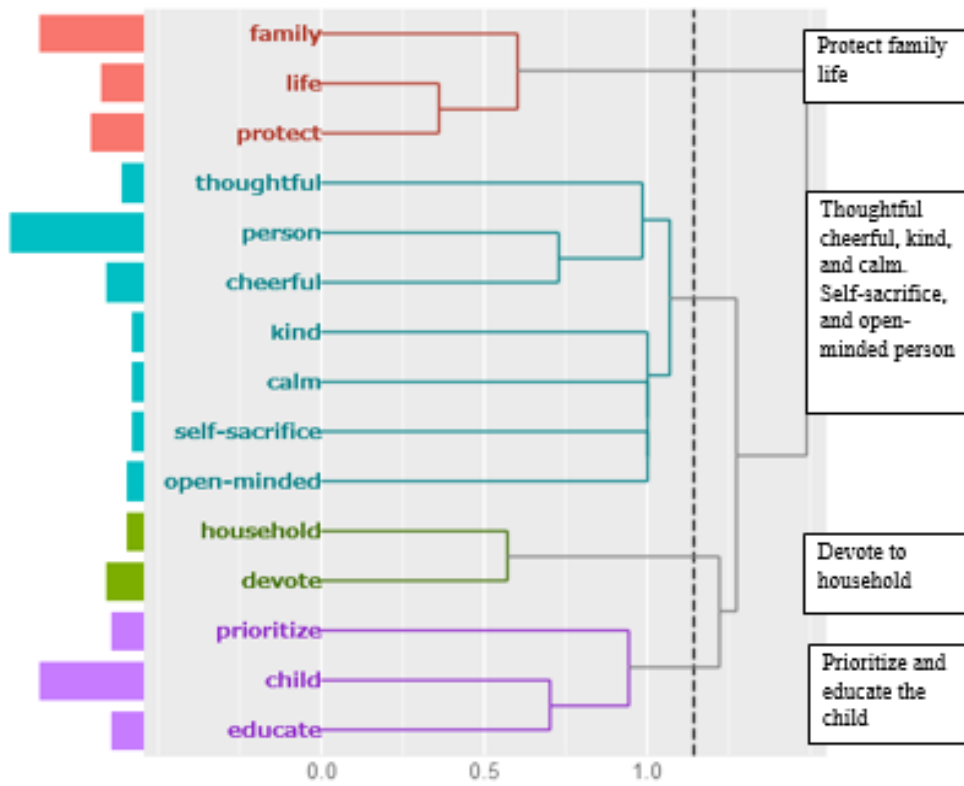 family
life
protect
thoughtful
person
cheerful
kind
calm
self-sacrifice
open-minded
household
devote
prioritize
child
educate
0.0 0.5 1.0
Protect family
life
Thoughtful
cheerful, kind,
and calm.
Self-sacrifice,
and open-
minded person
Devote to
household
Prioritize and
educate the
child